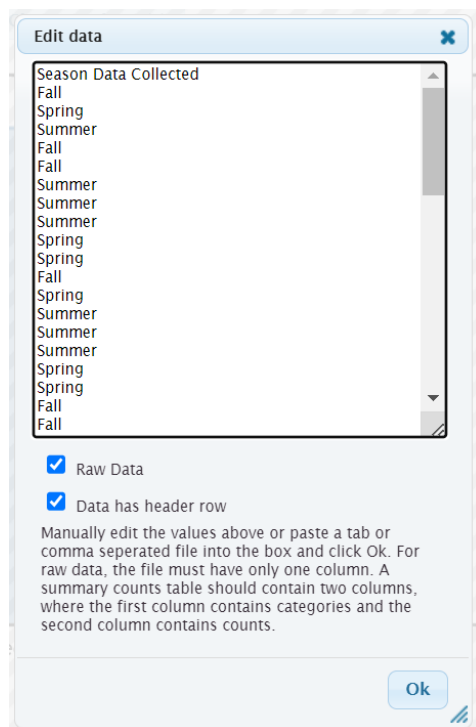 Edit data
Season Data Collected
Fall
Spring
Summer
Fall
Fall
Summer
Summer
Summer
Spring
Spring
Fall
Spring
Summer
Summer
Summer
Spring
Spring
Fall
Fall
Raw Data
Data has header row
Manually edit the values above or paste a tab or
comma seperated file into the box and click Ok. For
raw data, the file must have only one column. A
summary counts table should contain two columns,
where the first column contains categories and the
second column contains counts.
Ok